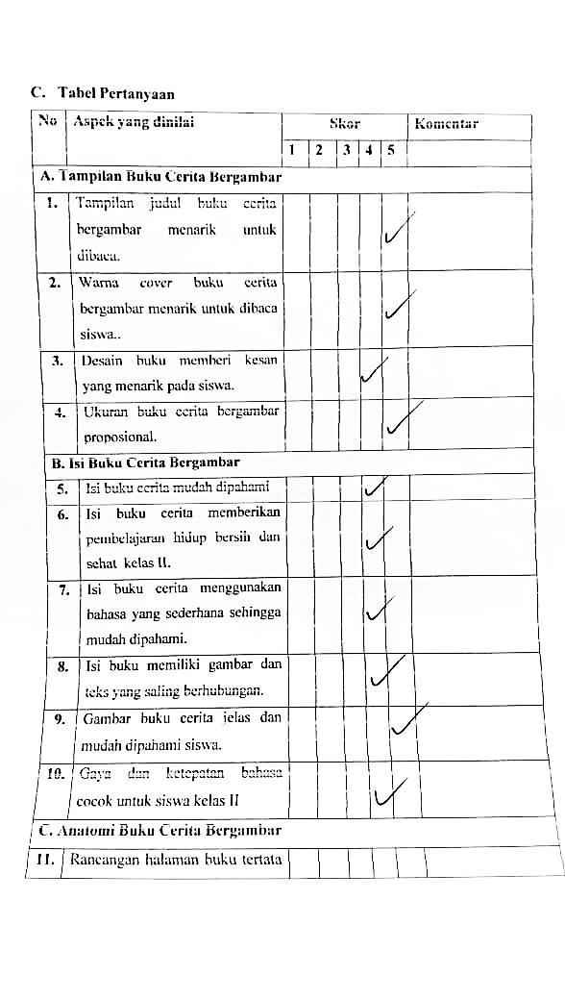 C. Tabel Pertanyaan
No Aspek yang dinilai Skor Komentar
1 2 3 4 5
A. Tampilan Buku Cerita Bergambar
1. Tampilan judul buku cerita
bergambar menarik untuk
dibaca. ✓
2. Warna cover buku cerita
bergambar menarik untuk dibaca ✓
siswa..
3. Desain buku memberi kesan
yang menarik pada siswa. ✓
4. Ukuran buku cerita bergambar
proposional. ✓
B. Isi Buku Cerita Bergambar
5. Isi buku cerita mudah dipahami ✓
6. Isi buku cerita memberikan
pembelajaran hidup bersih dan ✓
sehat kelas II.
7. Isi buku cerita menggunakan
bahasa yang sederhana sehingga ✓
mudah dipahami.
8. Isi buku memiliki gambar dan
teks yang saling berhubungan. ✓
9. Gambar buku cerita jelas dan
mudah dipahami siswa. ✓
10. Gaya dan ketepatan bahasa
cocok untuk siswa kelas II ✓
C. Anatomi Buku Cerita Bergambar
11. Rancangan halaman buku tertata